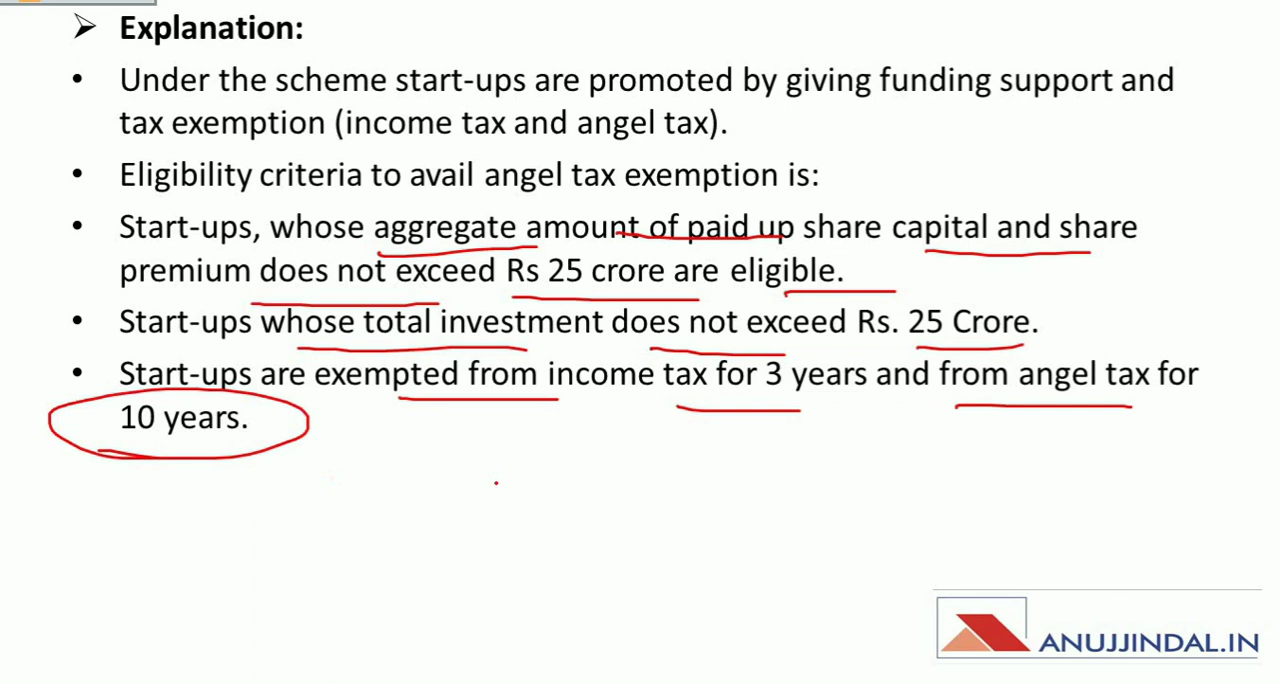 ➢ Explanation:
• Under the scheme start-ups are promoted by giving funding support and
tax exemption (income tax and angel tax).
• Eligibility criteria to avail angel tax exemption is:
• Start-ups, whose aggregate amount of paid up share capital and share
premium does not exceed Rs 25 crore are eligible.
• Start-ups whose total investment does not exceed Rs. 25 Crore.
• Start-ups are exempted from income tax for 3 years and from angel tax for
10 years.
ANUJJINDAL.IN